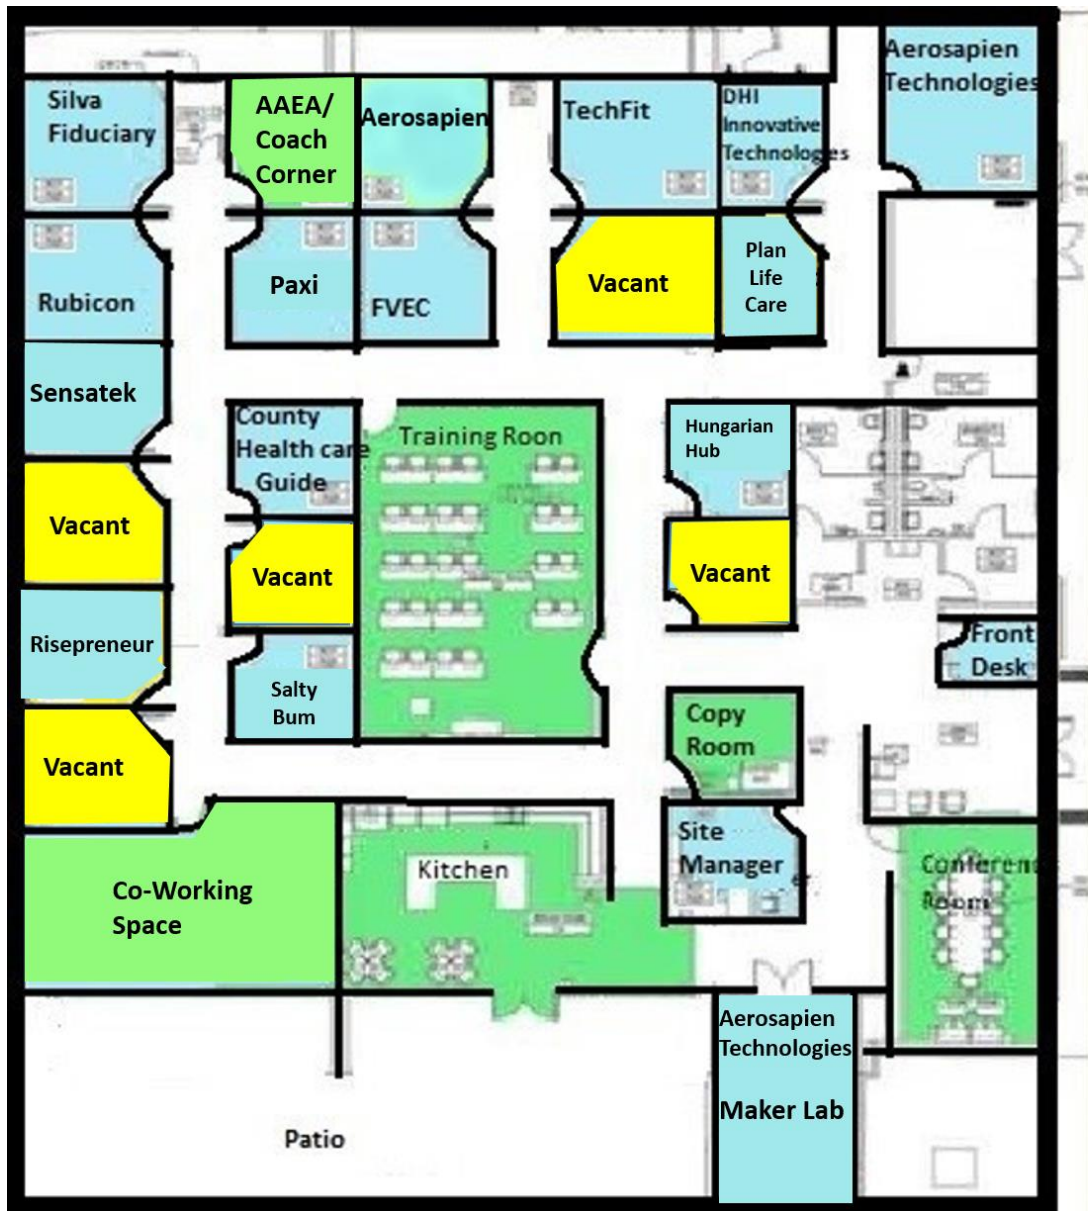 Silva
Fiduciary
AAEA/
Coach
Corner
Aerosapien
TechFit
DHI
Innovative
Technologies
Aerosapien
Technologies
Rubicon
Paxi
FVEC
Vacant
Plan
Life
Care
Sensatek
County
Health care
Guide
Training Roon
Hungarian
Hub
Vacant
Vacant
Vacant
Risepreneur
Salty
Bum
Front
Desk
Vacant
Copy
Room
Site
Manager
Kitchen
Conferenc
Room
Co-Working
Space
Aerosapien
Technologies
Maker Lab
Patio